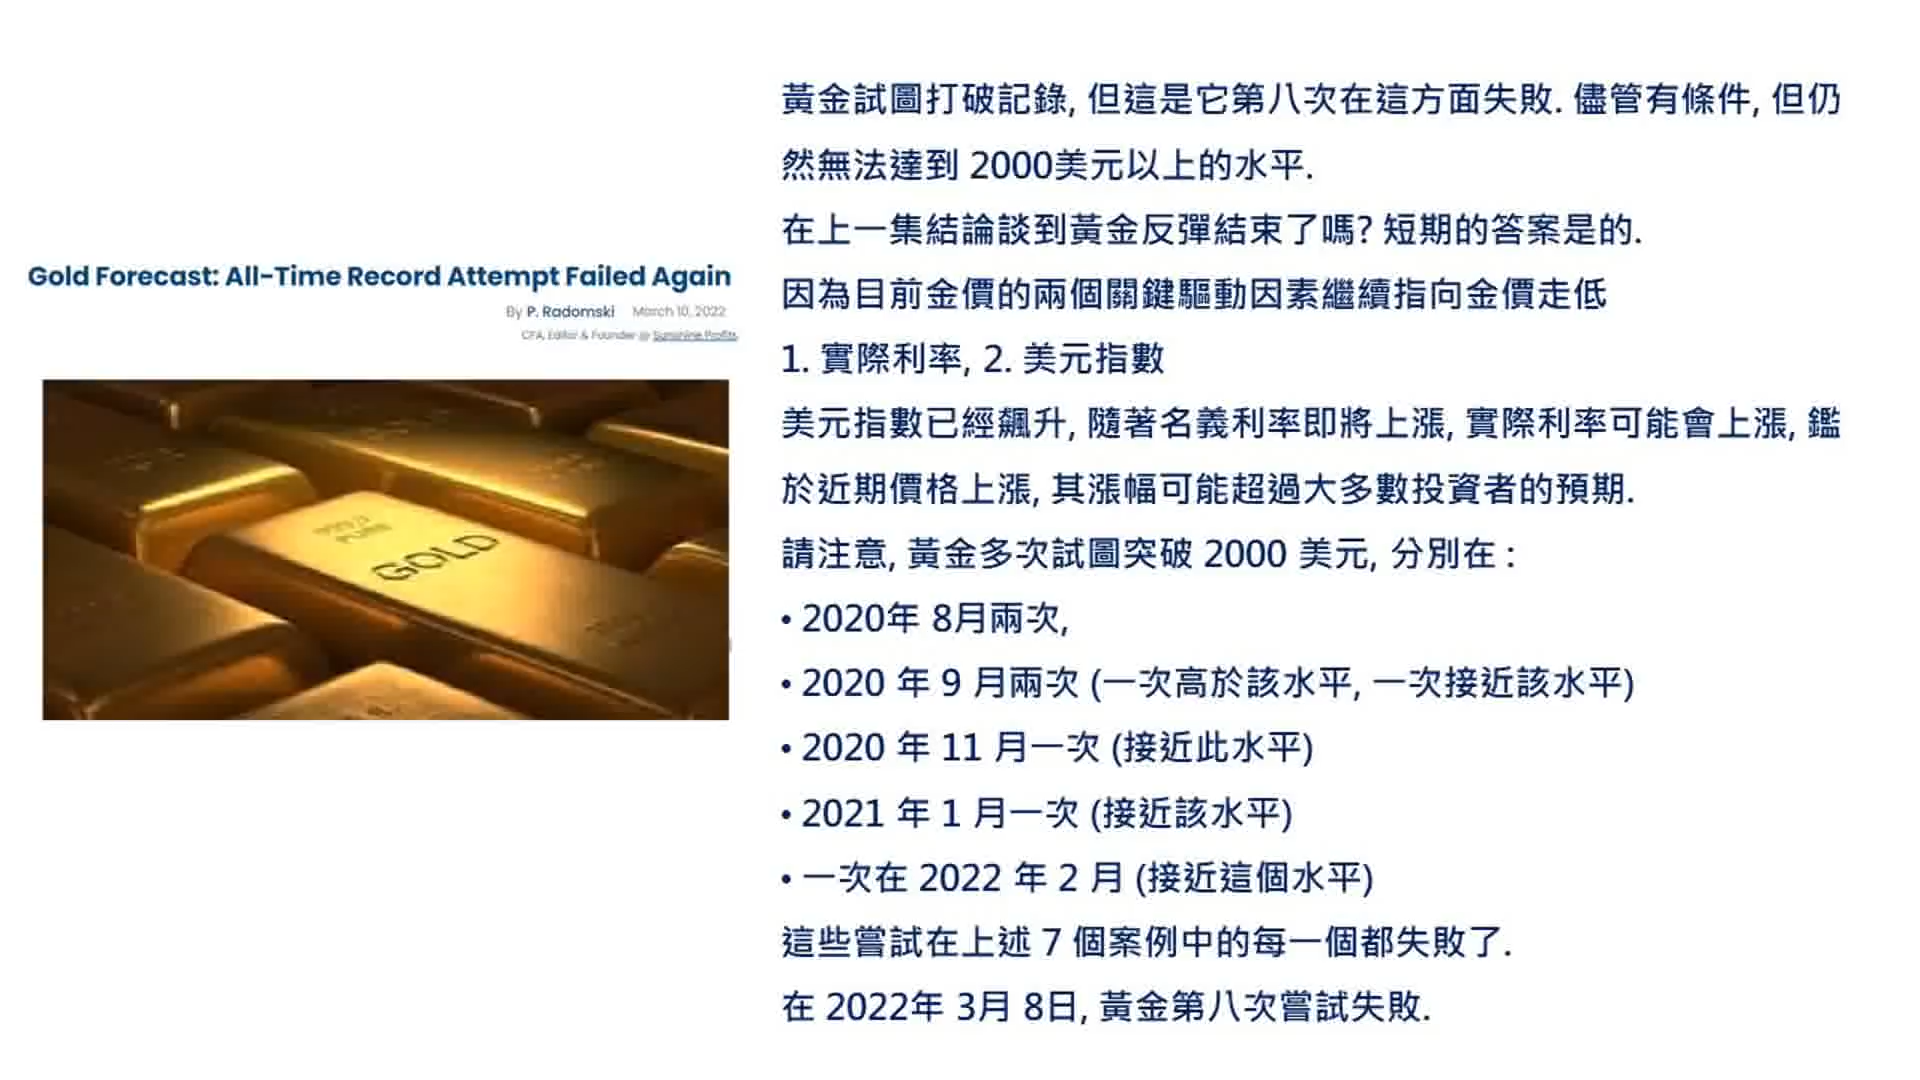 Gold Forecast: All-Time Record Attempt Failed Again
By P. Radomski March 10, 2022
CFA, Editor & Founder @ Sunshine Profits.
GOLD
黃金試圖打破記錄, 但這是它第八次在這方面失敗. 儘管有條件, 但仍
然無法達到 2000美元以上的水平.
在上一集結論談到黃金反彈結束了嗎? 短期的答案是的.
因為目前金價的兩個關鍵驅動因素繼續指向金價走低
1. 實際利率, 2. 美元指數
美元指數已經飆升, 隨著名義利率即將上漲, 實際利率可能會上漲, 鑑
於近期價格上漲, 其漲幅可能超過大多數投資者的預期.
請注意, 黃金多次試圖突破 2000 美元, 分別在 :
• 2020年 8月兩次,
• 2020 年 9 月兩次 (一次高於該水平, 一次接近該水平)
• 2020 年 11 月一次 (接近此水平)
• 2021 年 1 月一次 (接近該水平)
• 一次在 2022 年 2 月 (接近這個水平)
這些嘗試在上述 7 個案例中的每一個都失敗了.
在 2022年 3月 8日, 黃金第八次嘗試失敗.